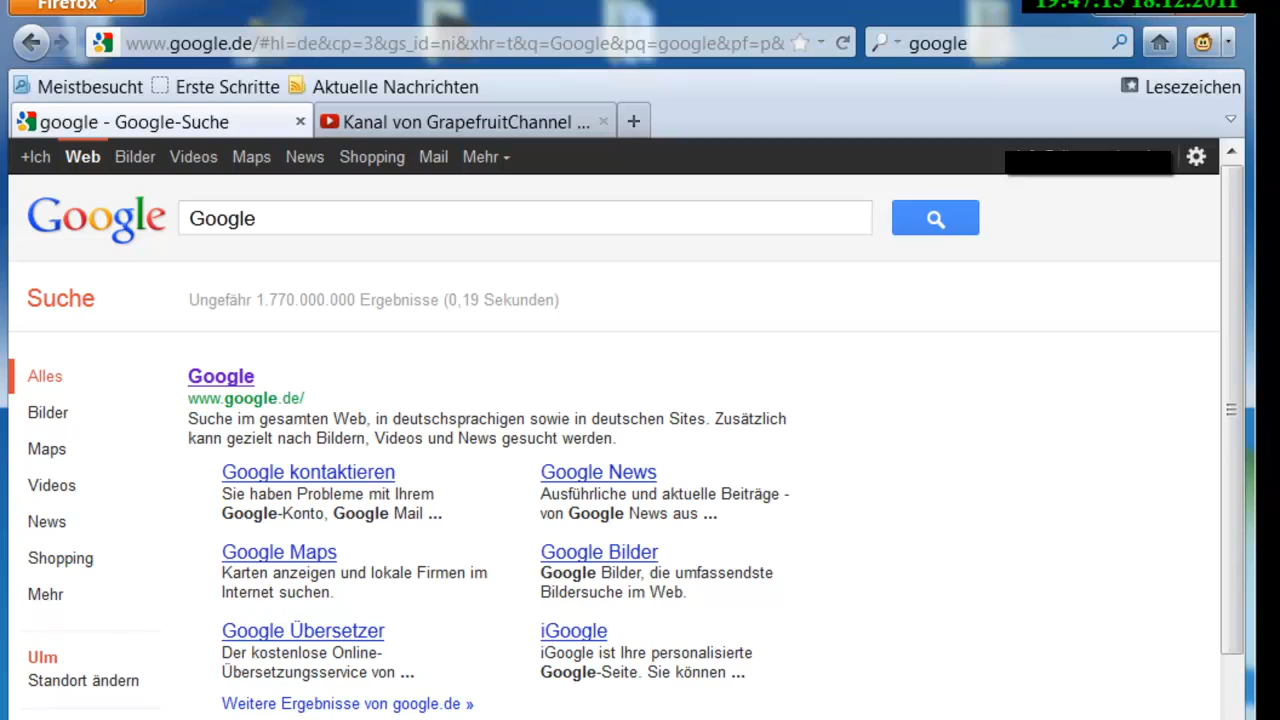 Firefox
19:47:15 18.12.2011
www.google.de/#hl=de&cp=3&gs_id=ni&xhr=t&q=Google&pq=google&pf=p&
google
Meistbesucht Erste Schritte Aktuelle Nachrichten Lesezeichen
google - Google-Suche Kanal von GrapefruitChannel ...
+Ich Web Bilder Videos Maps News Shopping Mail Mehr
Google Google
Suche Ungefähr 1.770.000.000 Ergebnisse (0,19 Sekunden)
Alles
Bilder
Maps
Videos
News
Shopping
Mehr
Ulm
Standort ändern
Google
www.google.de/
Suche im gesamten Web, in deutschsprachigen sowie in deutschen Sites. Zusätzlich
kann gezielt nach Bildern, Videos und News gesucht werden.
Google kontaktieren
Sie haben Probleme mit Ihrem
Google-Konto, Google Mail ...
Google News
Ausführliche und aktuelle Beiträge -
von Google News aus ...
Google Maps
Karten anzeigen und lokale Firmen im
Internet suchen.
Google Bilder
Google Bilder, die umfassendste
Bildersuche im Web.
Google Übersetzer
Der kostenlose Online-
Übersetzungsservice von ...
iGoogle
iGoogle ist Ihre personalisierte
Google-Seite. Sie können ...
Weitere Ergebnisse von google.de »